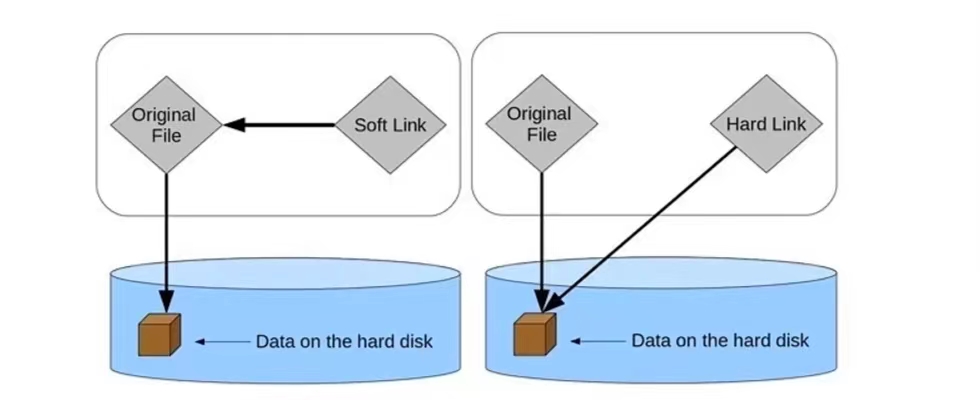 Original
File
Soft Link
Data on the hard disk
Original
File
Hard Link
Data on the hard disk